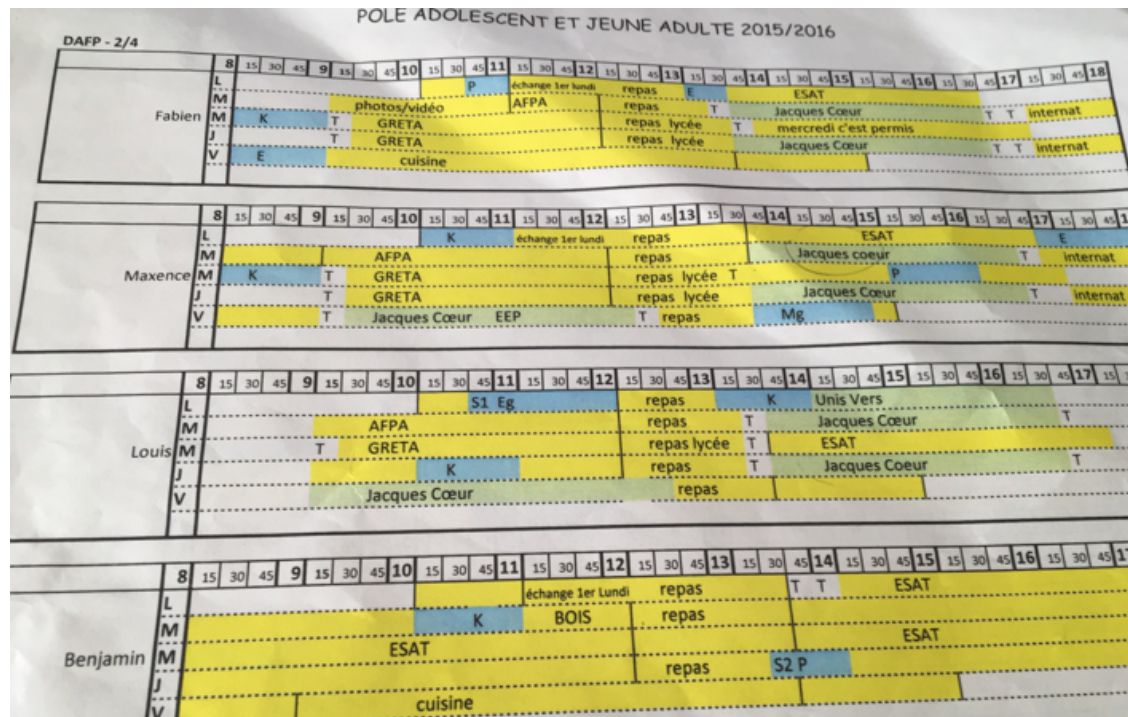 POLE ADOLESCENT ET JEUNE ADULTE 2015/2016
DAFP - 2/4
8 15 30 45 9 15 30 45 10 15 30 45 11 15 30 45 12 15 30 45 13 15 30 45 14 15 30 45 15 15 30 45 16 15 30 45 17 15 30 45 18
Fabien
L P échange 1er lundi repas E ESAT
M photos/vidéo AFPA repas T Jacques Cœur T T internat
M K T GRETA repas lycée T mercredi c'est permis
J T GRETA repas lycée Jacques Cœur T T internat
V E cuisine
8 15 30 45 9 15 30 45 10 15 30 45 11 15 30 45 12 15 30 45 13 15 30 45 14 15 30 45 15 15 30 45 16 15 30 45 17 15 30 45
Maxence
L K échange 1er lundi repas ESAT E
M AFPA repas Jacques coeur T internat
M K T GRETA repas lycée T P
J T GRETA repas lycée Jacques Cœur T internat
V T Jacques Cœur EEP T repas Mg
8 15 30 45 9 15 30 45 10 15 30 45 11 15 30 45 12 15 30 45 13 15 30 45 14 15 30 45 15 15 30 45 16 15 30 45 17 15
Louis
L S1 Eg repas K Unis Vers
M AFPA repas T Jacques Cœur T
M T GRETA repas lycée T ESAT
J K repas T Jacques Coeur T
V Jacques Cœur repas
8 15 30 45 9 15 30 45 10 15 30 45 11 15 30 45 12 15 30 45 13 15 30 45 14 15 30 45 15 15 30 45 16 15 30 45
Benjamin
L échange 1er Lundi repas T T ESAT
M K BOIS repas
M ESAT ESAT
J repas S2 P
V cuisine